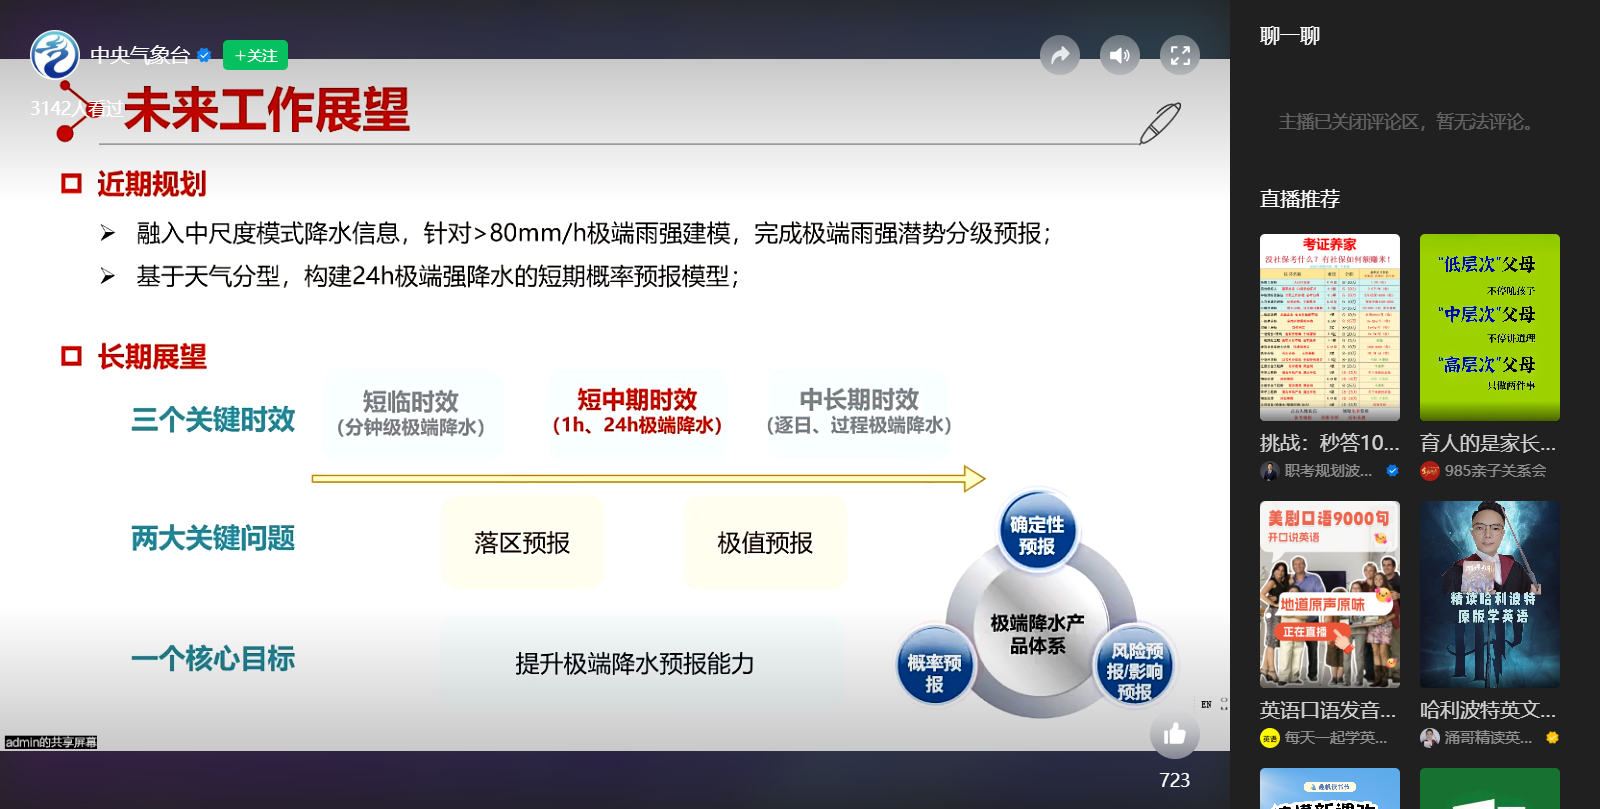 中央气象台
+关注
3142人看过
未来工作展望
近期规划
融入中尺度模式降水信息，针对>80mm/h极端雨强建模，完成极端雨强潜势分级预报；
基于天气分型，构建24h极端强降水的短期概率预报模型；
长期展望
三个关键时效
短临时效
（分钟级极端降水）
短中期时效
（1h、24h极端降水）
中长期时效
（逐日、过程极端降水）
两大关键问题
落区预报
极值预报
一个核心目标
提升极端降水预报能力
确定性
预报
极端降水产
品体系
概率预
报
风险预
报/影响
预报
EN
admin的共享屏幕
723
聊一聊
主播已关闭评论区，暂无法评论。
直播推荐
考证养家
没社保考什么？有社保如何额赚米！
挑战：秒答10...
职考规划波...
“低层次”父母
不停吼孩子
“中层次”父母
不停讲道理
“高层次”父母
只做两件事
育人的是家长...
985亲子关系会
美剧口语9000句
开口说英语
地道原声原味
正在直播
英语口语发音...
英语
每天一起学英...
精读哈利波特
原版学英语
哈利波特英文...
涌哥精读英...